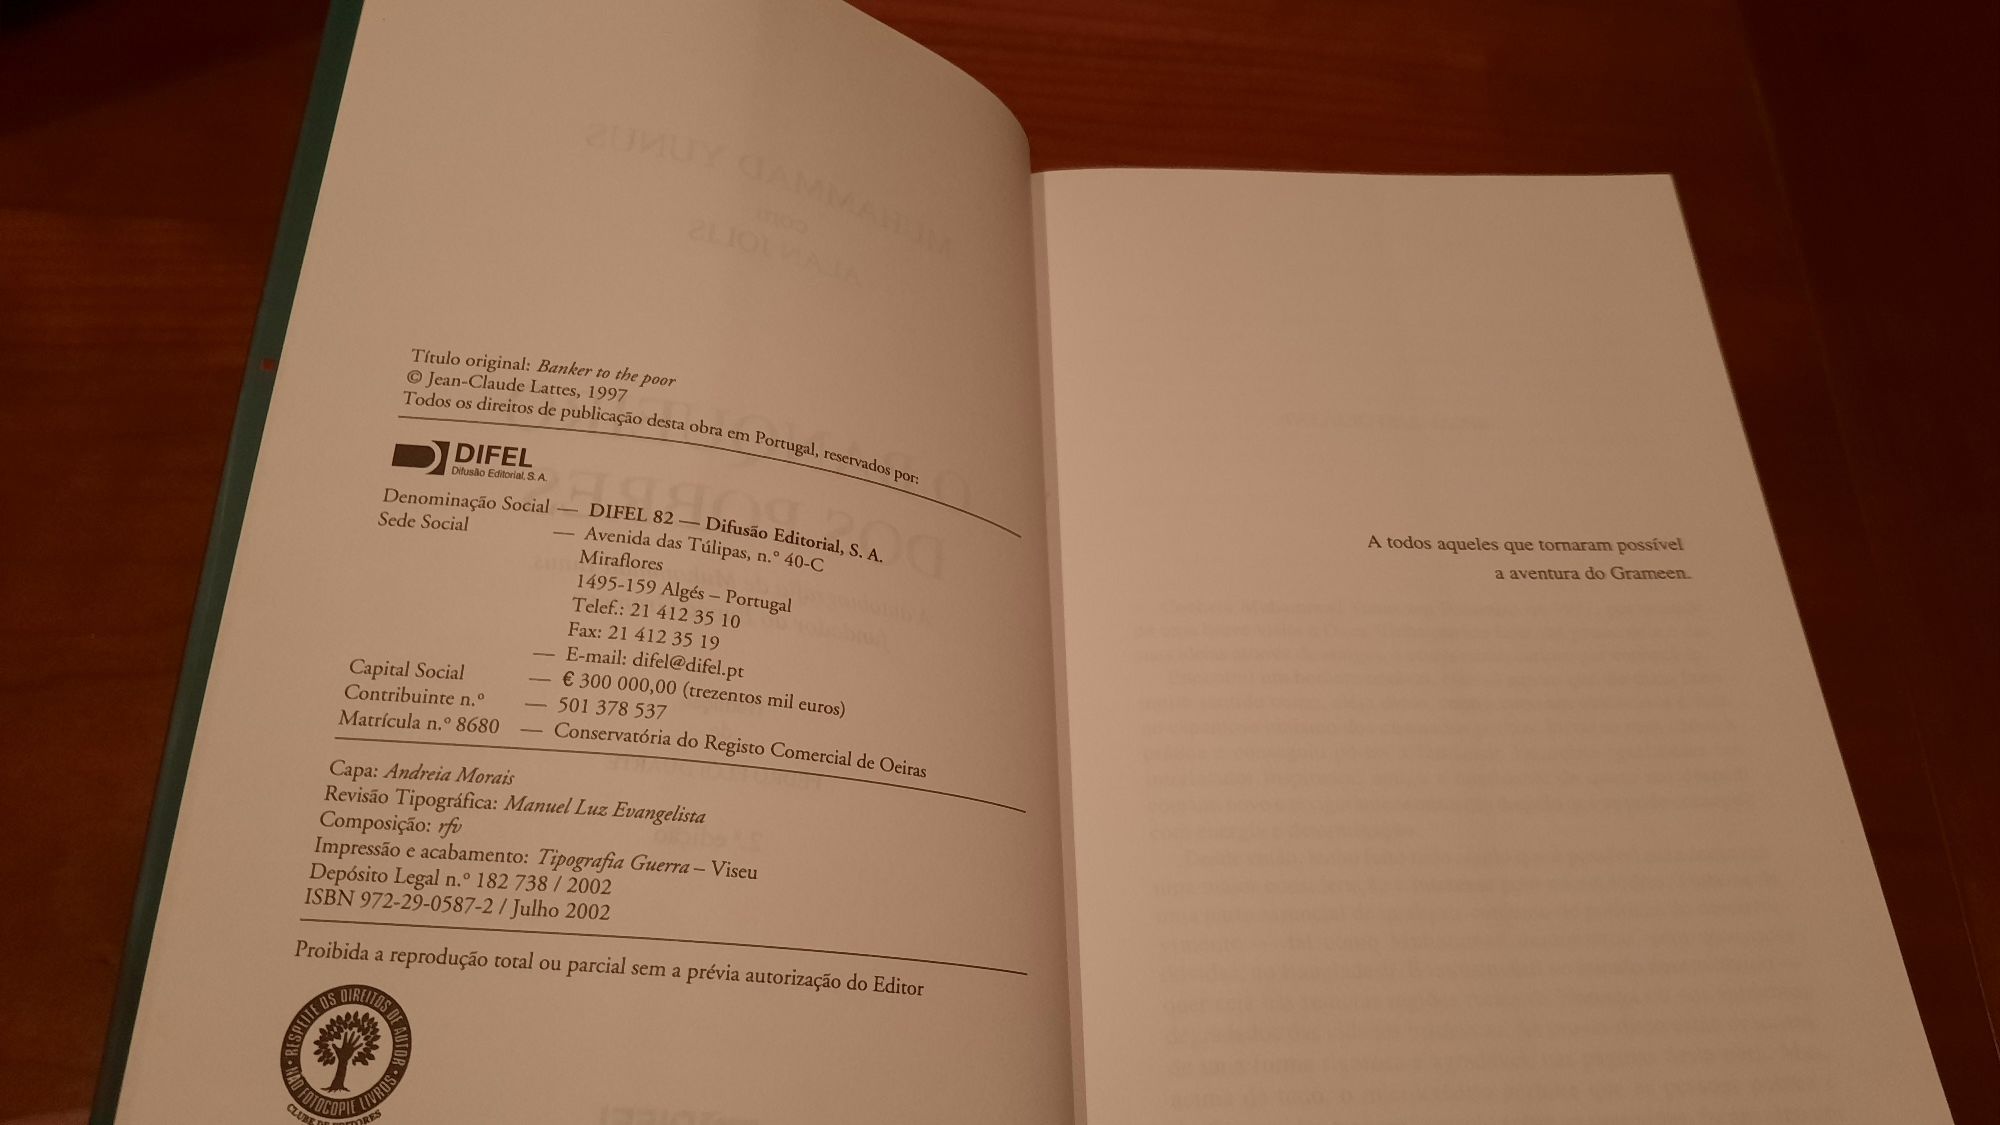 Título original: Banker to the poor
© Jean-Claude Lattes, 1997
Todos os direitos de publicação desta obra em Portugal, reservados por:
DIFEL
Difusão Editorial, S. A.
Denominação Social — DIFEL 82 — Difusão Editorial, S. A.
Sede Social — Avenida das Túlipas, n.º 40-C
Miraflores
1495-159 Algés – Portugal
Telef.: 21 412 35 10
Fax: 21 412 35 19
— E-mail: difel@difel.pt
Capital Social — € 300 000,00 (trezentos mil euros)
Contribuinte n.º — 501 378 537
Matrícula n.º 8680 — Conservatória do Registo Comercial de Oeiras
Capa: Andreia Morais
Revisão Tipográfica: Manuel Luz Evangelista
Composição: rfv
Impressão e acabamento: Tipografia Guerra – Viseu
Depósito Legal n.º 182 738 / 2002
ISBN 972-29-0587-2 / Julho 2002
Proibida a reprodução total ou parcial sem a prévia autorização do Editor
RESPEITE OS DIREITOS DE AUTOR
NÃO FOTOCOPIE LIVROS
CLUBE DE EDITORES
A todos aqueles que tornaram possível
a aventura do Grameen.